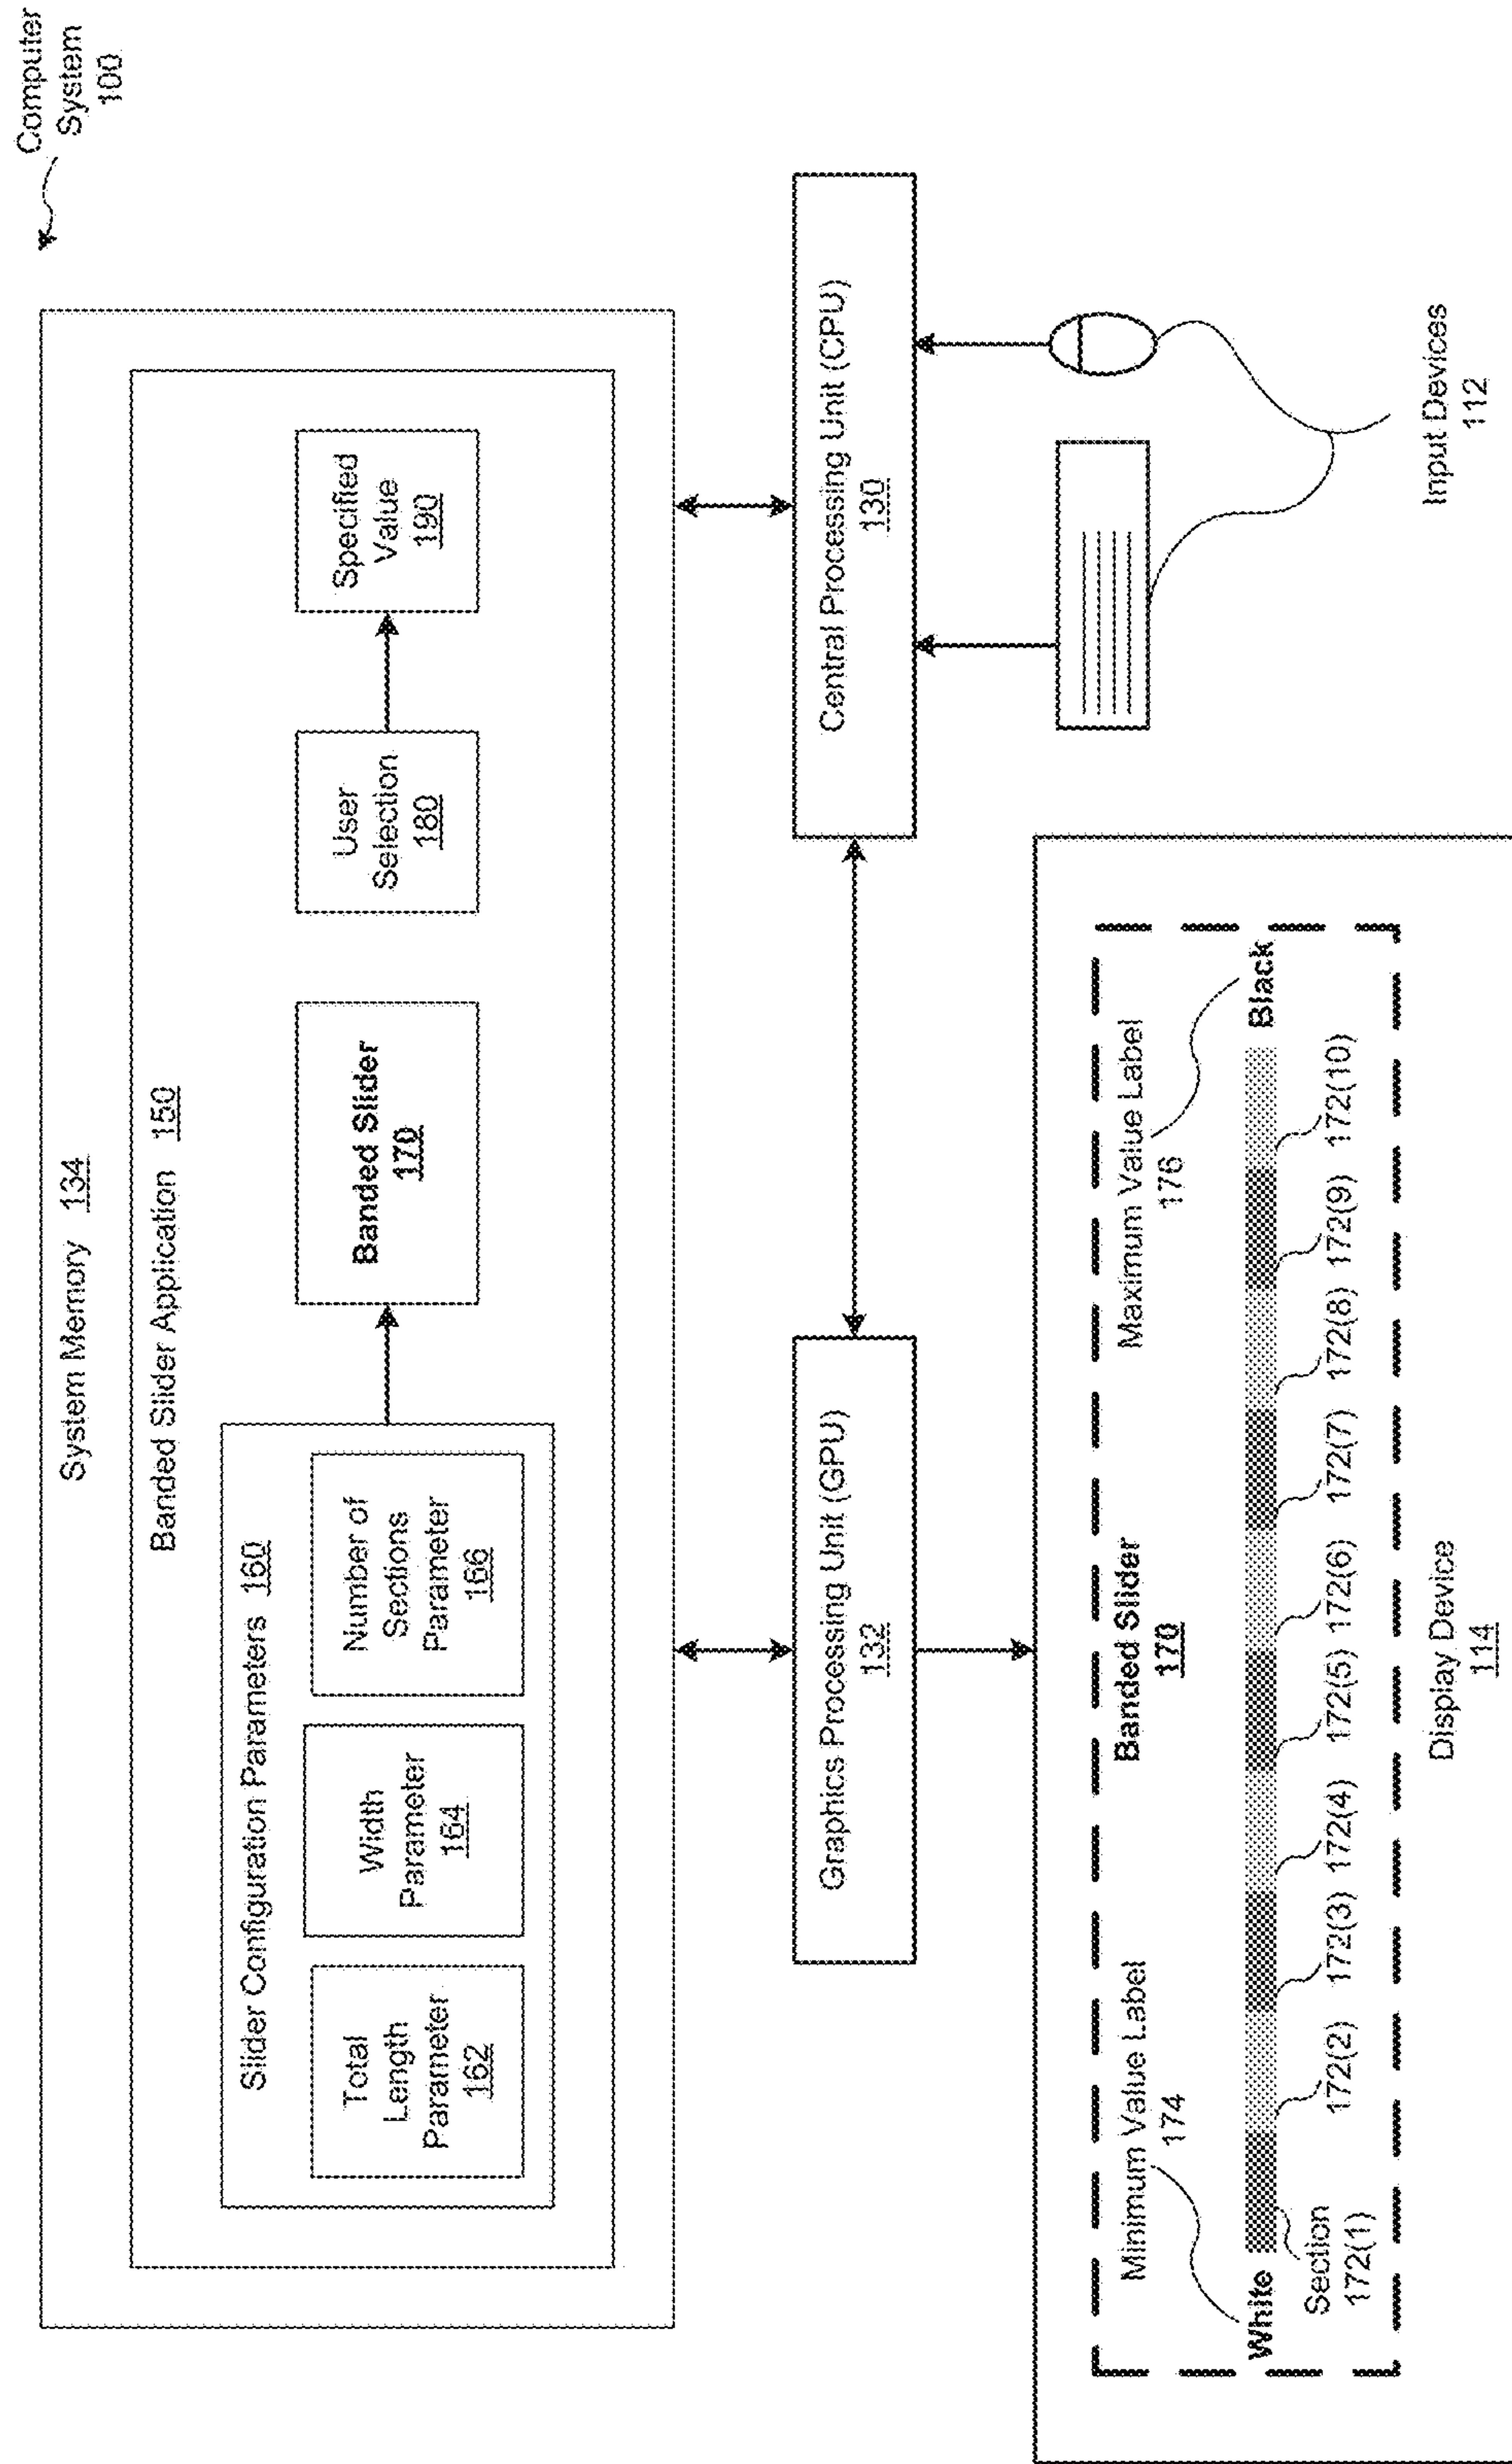 Computer
System
100
System Memory 134
Banded Slider Application 150
Slider Configuration Parameters 160
Total
Length
Parameter
162
Width
Parameter
164
Number of
Sections
Parameter
166
Banded Slider
170
User
Selection
180
Specified
Value
190
Graphics Processing Unit (GPU)
132
Central Processing Unit (CPU)
130
Minimum Value Label
174
Banded Slider
170
Maximum Value Label
176
White
Black
Section
172(1)
172(2)
172(3)
172(4)
172(5)
172(6)
172(7)
172(8)
172(9)
172(10)
Display Device
114
Input Devices
112